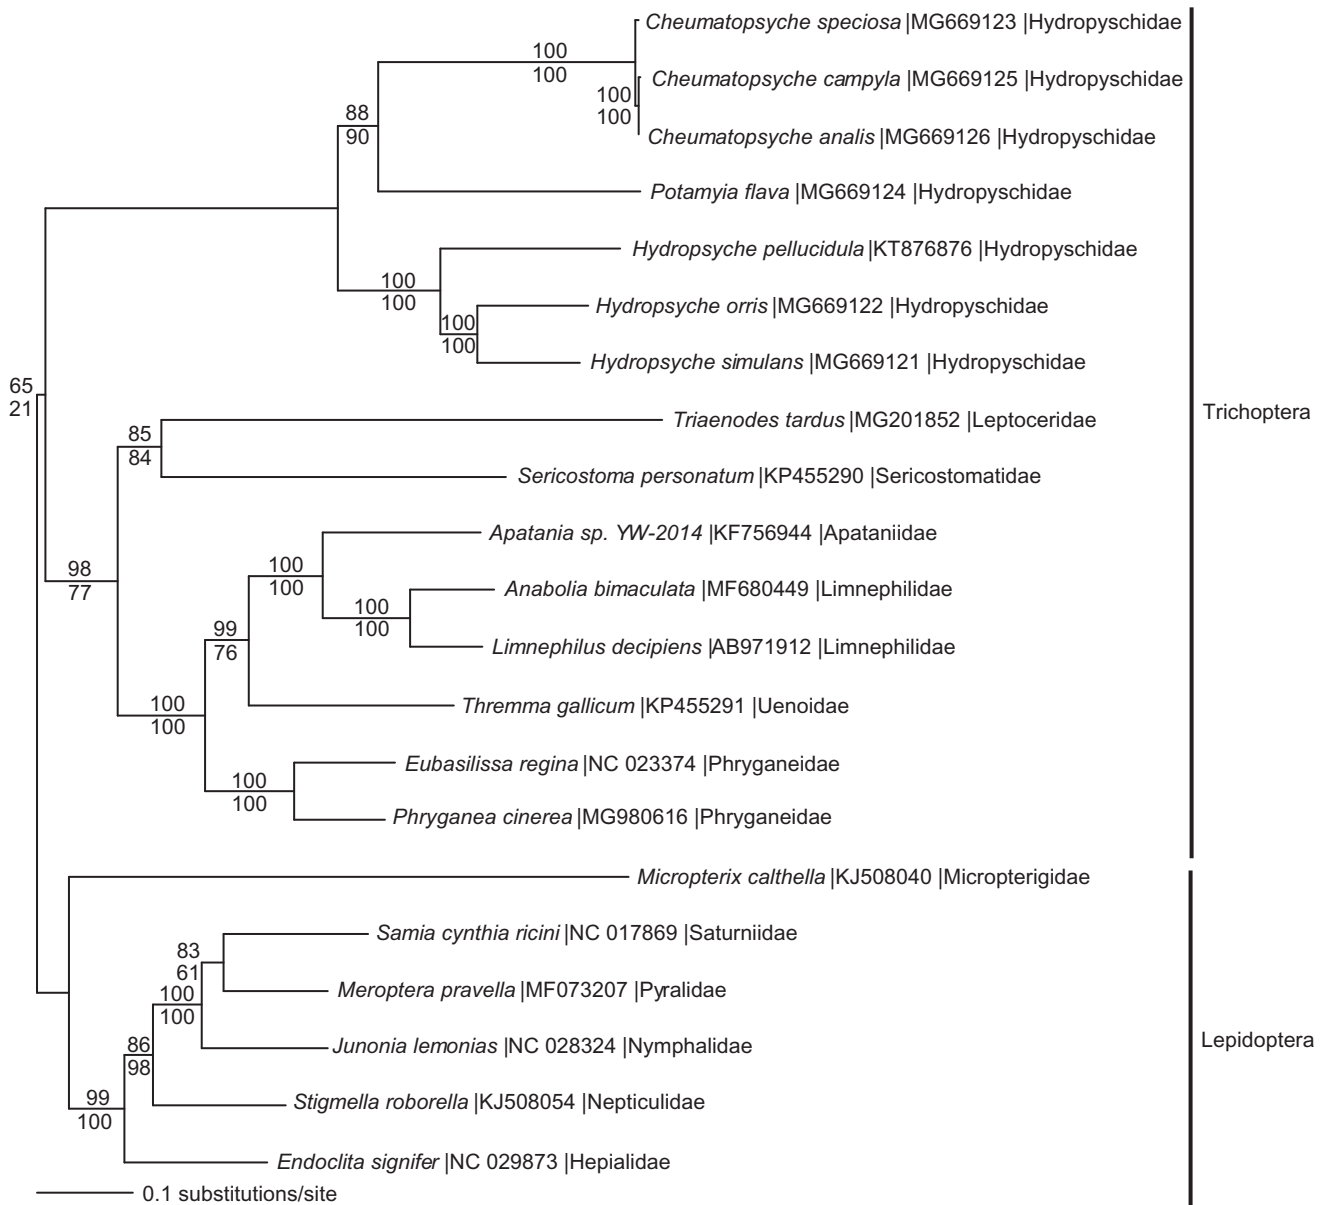 Cheumatopsyche speciosa |MG669123 |Hydropyschidae
100
100
Cheumatopsyche campyla |MG669125 |Hydropyschidae
100
100
Cheumatopsyche analis |MG669126 |Hydropyschidae
88
90
Potamyia flava |MG669124 |Hydropyschidae
Hydropsyche pellucidula |KT876876 |Hydropyschidae
100
100
Hydropsyche orris |MG669122 |Hydropyschidae
100
100
Hydropsyche simulans |MG669121 |Hydropyschidae
65
21
Trichoptera
Triaenodes tardus |MG201852 |Leptoceridae
85
84
Sericostoma personatum |KP455290 |Sericostomatidae
Apatania sp. YW-2014 |KF756944 |Apataniidae
98
77
100
100
Anabolia bimaculata |MF680449 |Limnephilidae
100
100
99
76
Limnephilus decipiens |AB971912 |Limnephilidae
Thremma gallicum |KP455291 |Uenoidae
100
100
Eubasilissa regina |NC 023374 |Phryganeidae
100
100
Phryganea cinerea |MG980616 |Phryganeidae
Micropterix calthella |KJ508040 |Micropterigidae
Samia cynthia ricini |NC 017869 |Saturniidae
83
61
Meroptera pravella |MF073207 |Pyralidae
100
100
Junonia lemonias |NC 028324 |Nymphalidae
Lepidoptera
86
98
Stigmella roborella |KJ508054 |Nepticulidae
99
100
Endoclita signifer |NC 029873 |Hepialidae
0.1 substitutions/site